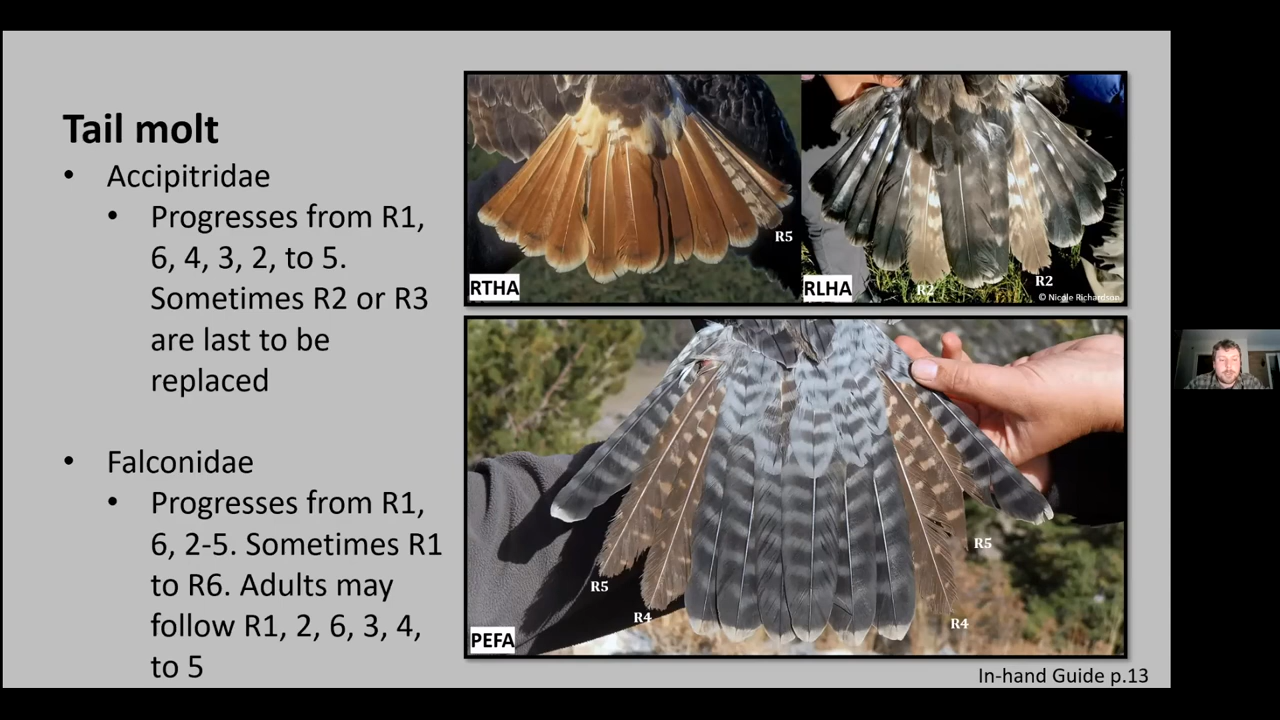 Tail molt
• Accipitridae
• Progresses from R1,
6, 4, 3, 2, to 5.
Sometimes R2 or R3
are last to be
replaced
• Falconidae
• Progresses from R1,
6, 2-5. Sometimes R1
to R6. Adults may
follow R1, 2, 6, 3, 4,
to 5
R5
RTHA
R2
R2
RLHA
© Nicole Richardson
R5
R5
R4
R4
PEFA
In-hand Guide p.13